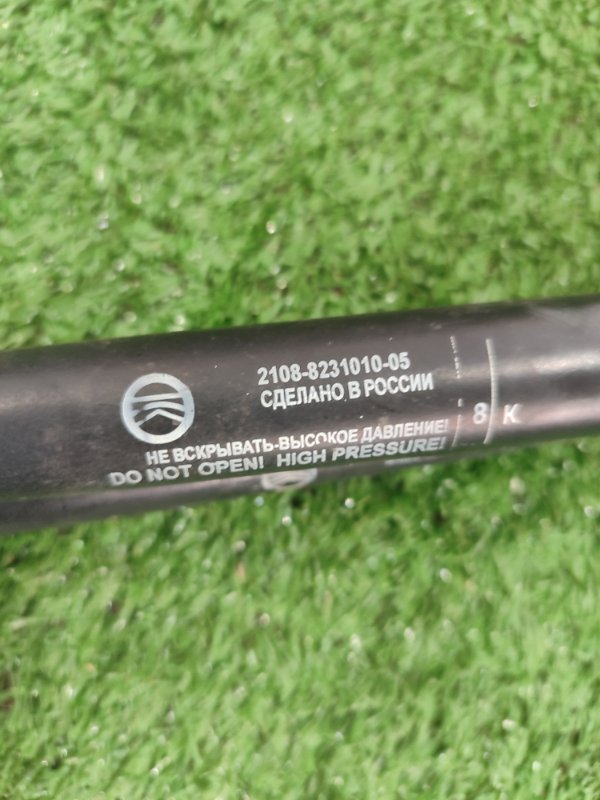 2108-8231010-05
СДЕЛАНО В РОССИИ
8 К
НЕ ВСКРЫВАТЬ-ВЫСОКОЕ ДАВЛЕНИЕ!
DO NOT OPEN! HIGH PRESSURE!